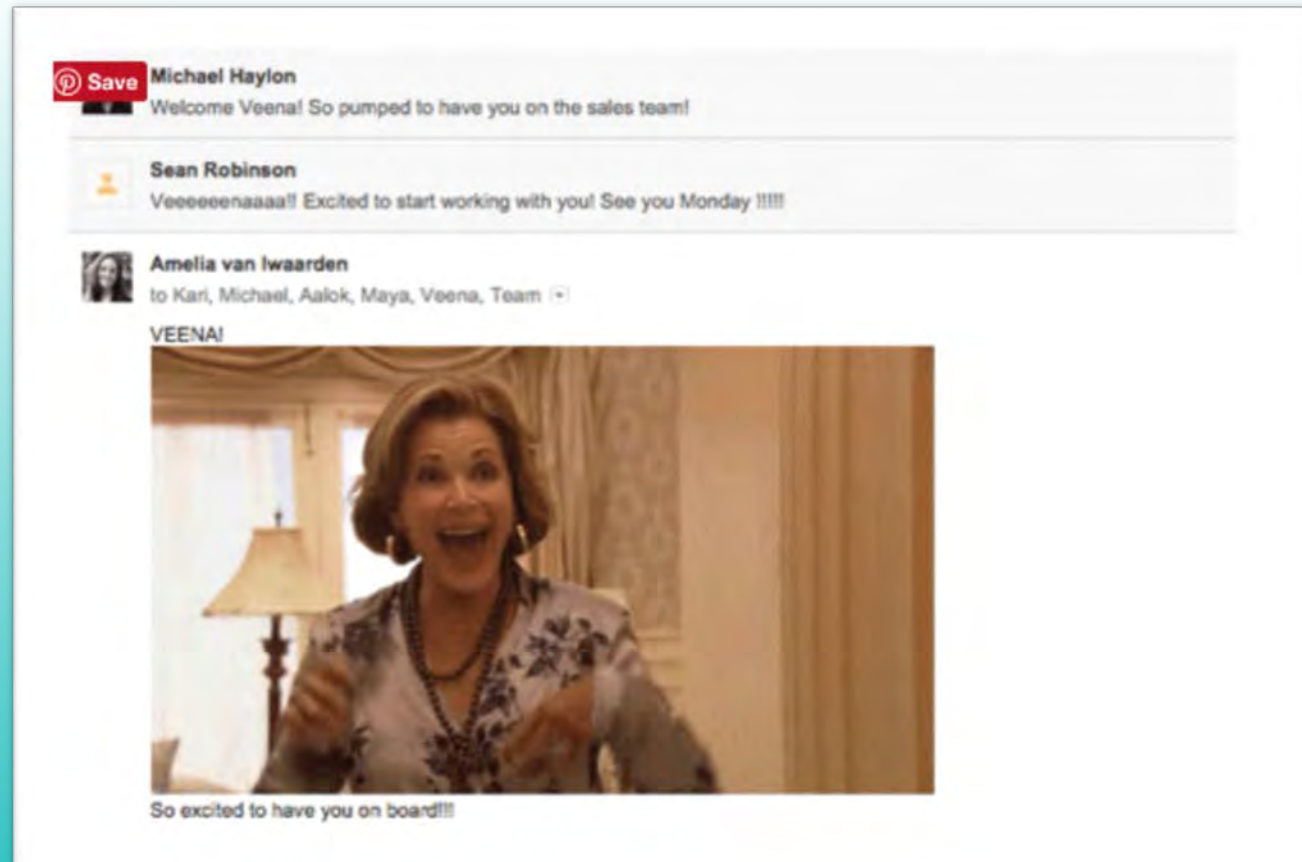 Save
Michael Haylon
Welcome Veena! So pumped to have you on the sales team!
Sean Robinson
Veeeeeenaaaa!! Excited to start working with you! See you Monday !!!!!
Amelia van Iwaarden
to Kari, Michael, Aalok, Maya, Veena, Team
VEENA!
So excited to have you on board!!!